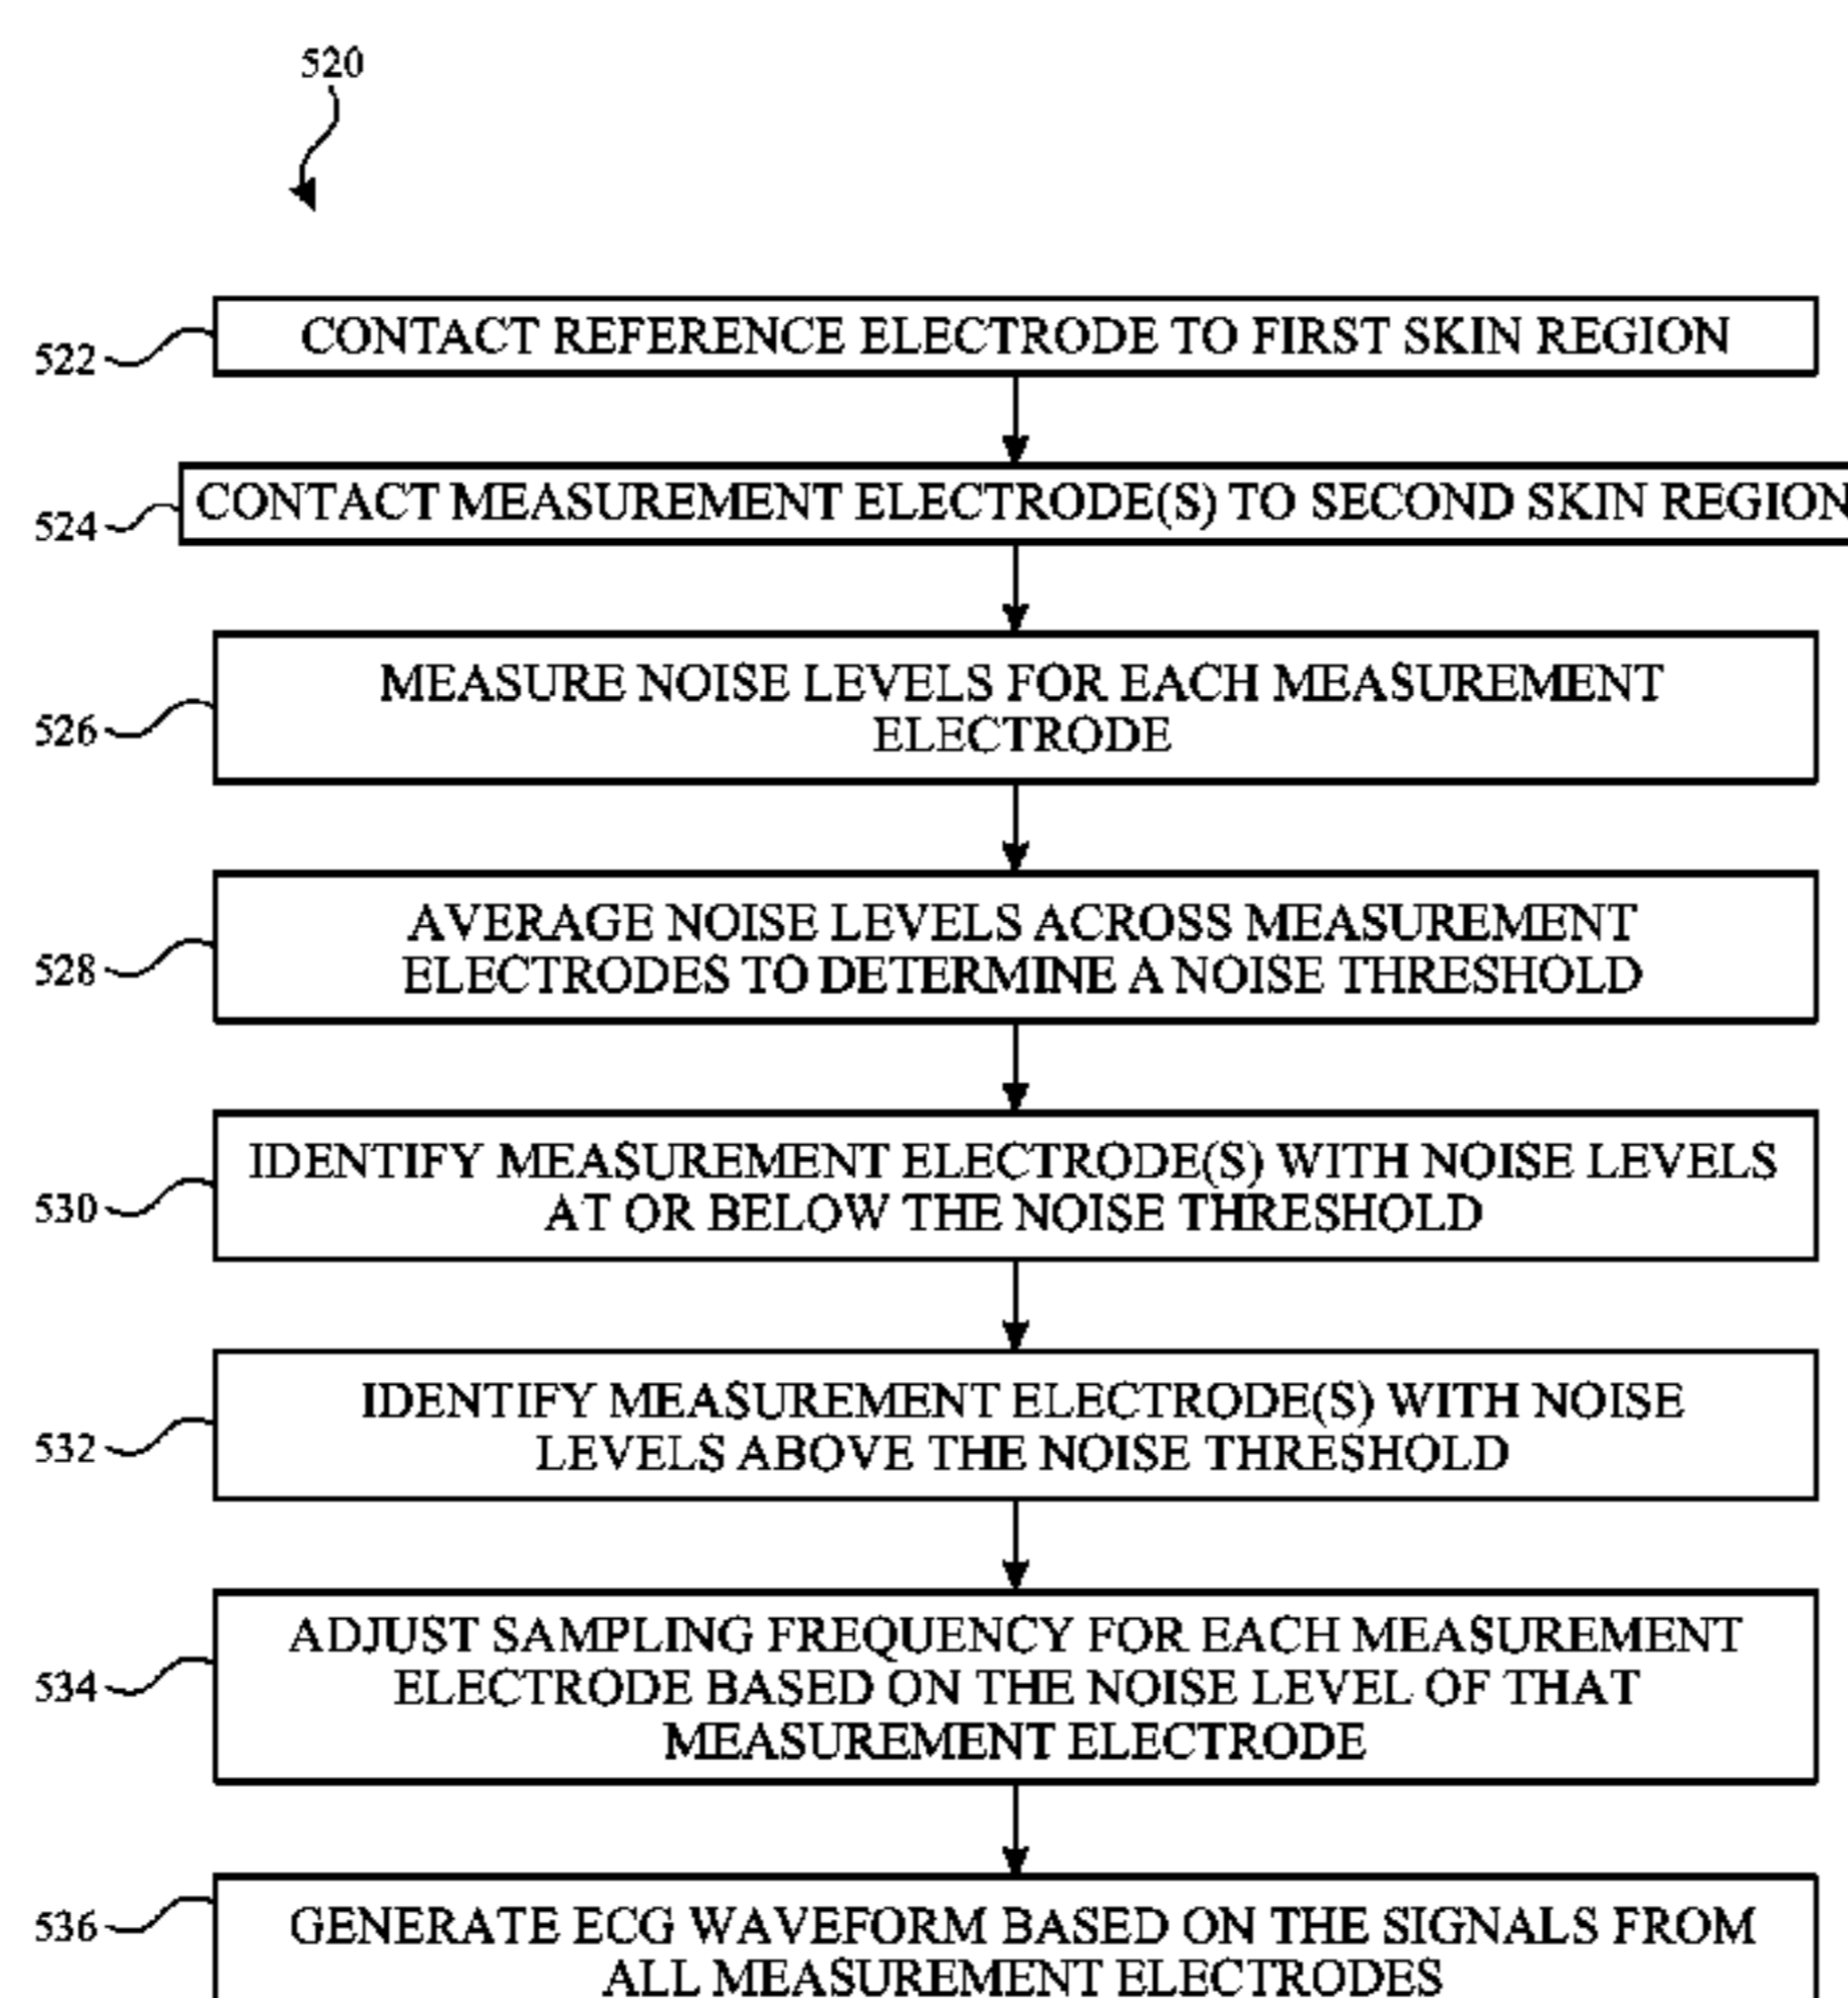 520
522
CONTACT REFERENCE ELECTRODE TO FIRST SKIN REGION
524
CONTACT MEASUREMENT ELECTRODE(S) TO SECOND SKIN REGION
526
MEASURE NOISE LEVELS FOR EACH MEASUREMENT
ELECTRODE
528
AVERAGE NOISE LEVELS ACROSS MEASUREMENT
ELECTRODES TO DETERMINE A NOISE THRESHOLD
530
IDENTIFY MEASUREMENT ELECTRODE(S) WITH NOISE LEVELS
AT OR BELOW THE NOISE THRESHOLD
532
IDENTIFY MEASUREMENT ELECTRODE(S) WITH NOISE
LEVELS ABOVE THE NOISE THRESHOLD
534
ADJUST SAMPLING FREQUENCY FOR EACH MEASUREMENT
ELECTRODE BASED ON THE NOISE LEVEL OF THAT
MEASUREMENT ELECTRODE
536
GENERATE ECG WAVEFORM BASED ON THE SIGNALS FROM
ALL MEASUREMENT ELECTRODES